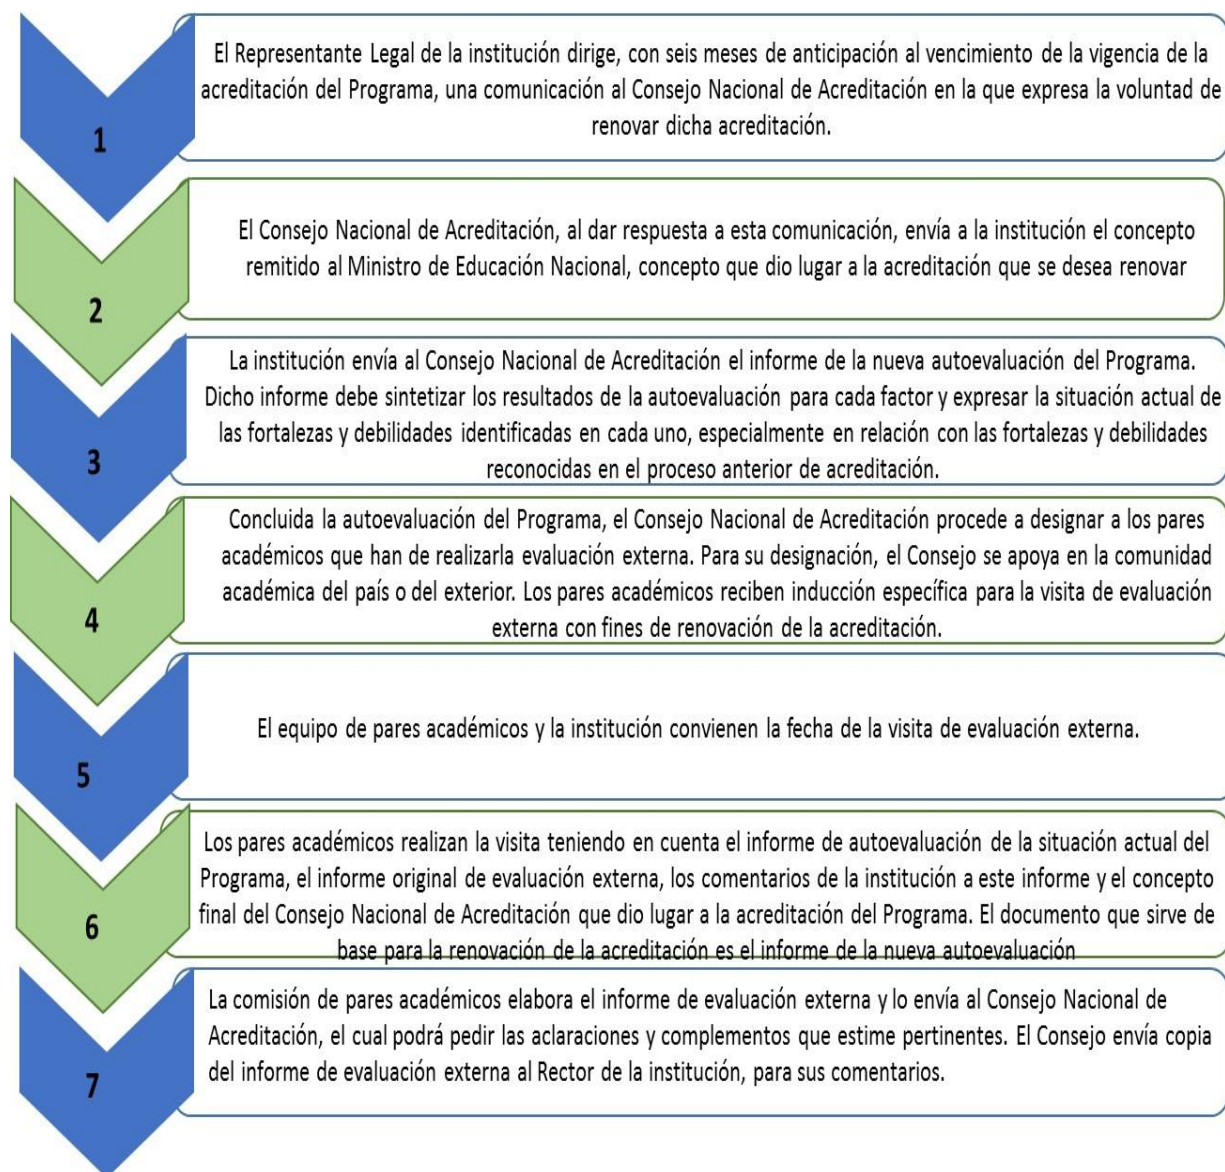 El Representante Legal de la institución dirige, con seis meses de anticipación al vencimiento de la vigencia de la
acreditación del Programa, una comunicación al Consejo Nacional de Acreditación en la que expresa la voluntad de
renovar dicha acreditación.
1
El Consejo Nacional de Acreditación, al dar respuesta a esta comunicación, envía a la institución el concepto
remitido al Ministro de Educación Nacional, concepto que dio lugar a la acreditación que se desea renovar
2
La institución envía al Consejo Nacional de Acreditación el informe de la nueva autoevaluación del Programa.
Dicho informe debe sintetizar los resultados de la autoevaluación para cada factor y expresar la situación actual de
las fortalezas y debilidades identificadas en cada uno, especialmente en relación con las fortalezas y debilidades
reconocidas en el proceso anterior de acreditación.
3
Concluida la autoevaluación del Programa, el Consejo Nacional de Acreditación procede a designar a los pares
académicos que han de realizarla evaluación externa. Para su designación, el Consejo se apoya en la comunidad
académica del país o del exterior. Los pares académicos reciben inducción específica para la visita de evaluación
externa con fines de renovación de la acreditación.
4
El equipo de pares académicos y la institución convienen la fecha de la visita de evaluación externa.
5
Los pares académicos realizan la visita teniendo en cuenta el informe de autoevaluación de la situación actual del
Programa, el informe original de evaluación externa, los comentarios de la institución a este informe y el concepto
final del Consejo Nacional de Acreditación que dio lugar a la acreditación del Programa. El documento que sirve de
base para la renovación de la acreditación es el informe de la nueva autoevaluación
6
La comisión de pares académicos elabora el informe de evaluación externa y lo envía al Consejo Nacional de
Acreditación, el cual podrá pedir las aclaraciones y complementos que estime pertinentes. El Consejo envía copia
del informe de evaluación externa al Rector de la institución, para sus comentarios.
7